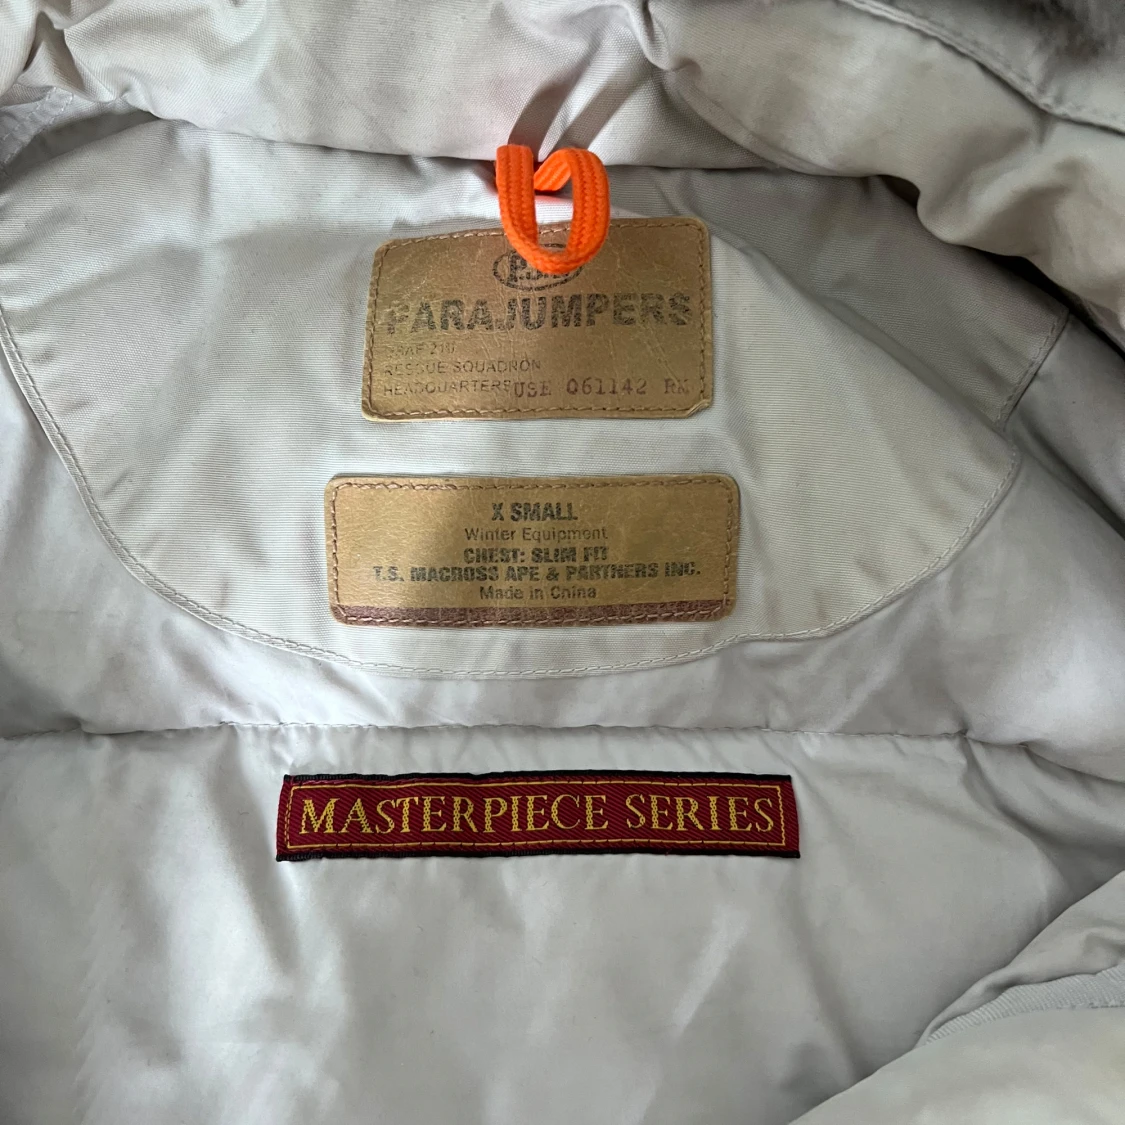 PARAJUMPERS
RESCUE SQUADRON
HEADQUARTERS USE 061142 RK
X SMALL
Winter Equipment
CHEST: SLIM FIT
T.S. MACROSS APE & PARTNERS INC.
Made in China
MASTERPIECE SERIES